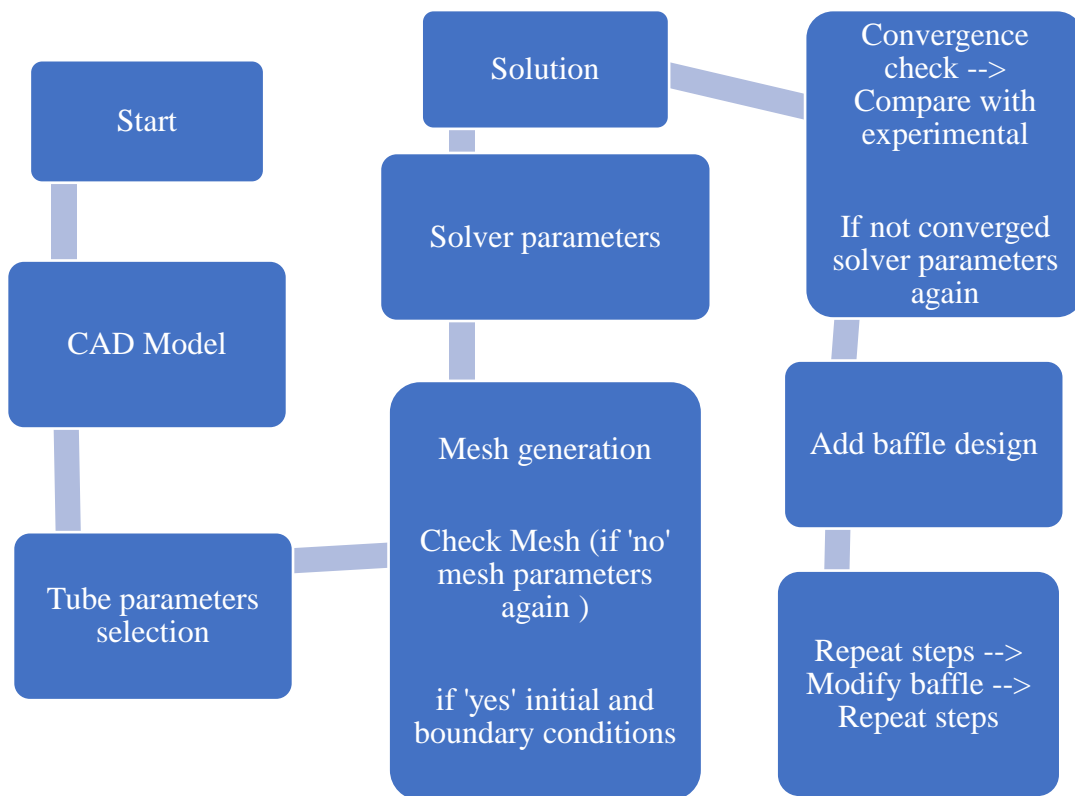 Start
CAD Model
Tube parameters
selection
Mesh generation
Check Mesh (if 'no'
mesh parameters
again )
if 'yes' initial and
boundary conditions
Solver parameters
Solution
Convergence
check -->
Compare with
experimental
If not converged
solver parameters
again
Add baffle design
Repeat steps -->
Modify baffle -->
Repeat steps